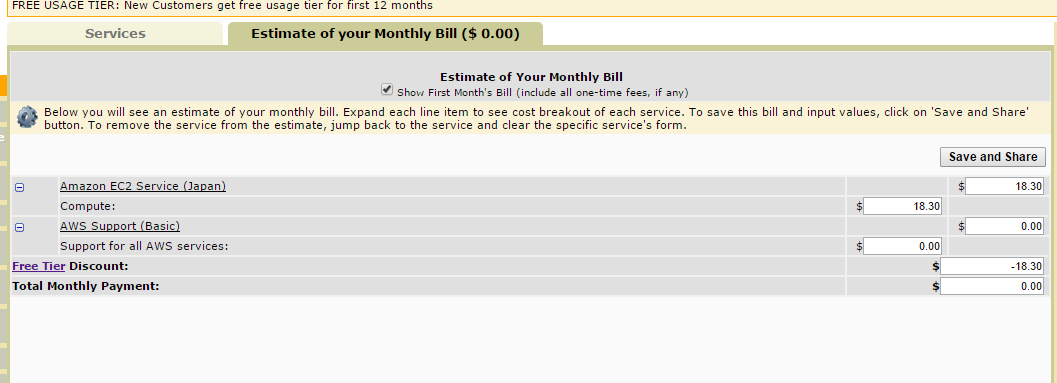 FREE USAGE TIER: New Customers get free usage tier for first 12 months
Services
Estimate of your Monthly Bill ($ 0.00)
Estimate of Your Monthly Bill
Show First Month's Bill (include all one-time fees, if any)
Below you will see an estimate of your monthly bill. Expand each line item to see cost breakout of each service. To save this bill and input values, click on 'Save and Share'
button. To remove the service from the estimate, jump back to the service and clear the specific service's form.
Save and Share
Amazon EC2 Service (Japan) $ 18.30
Compute: $ 18.30
AWS Support (Basic) $ 0.00
Support for all AWS services: $ 0.00
Free Tier Discount: $ -18.30
Total Monthly Payment: $ 0.00